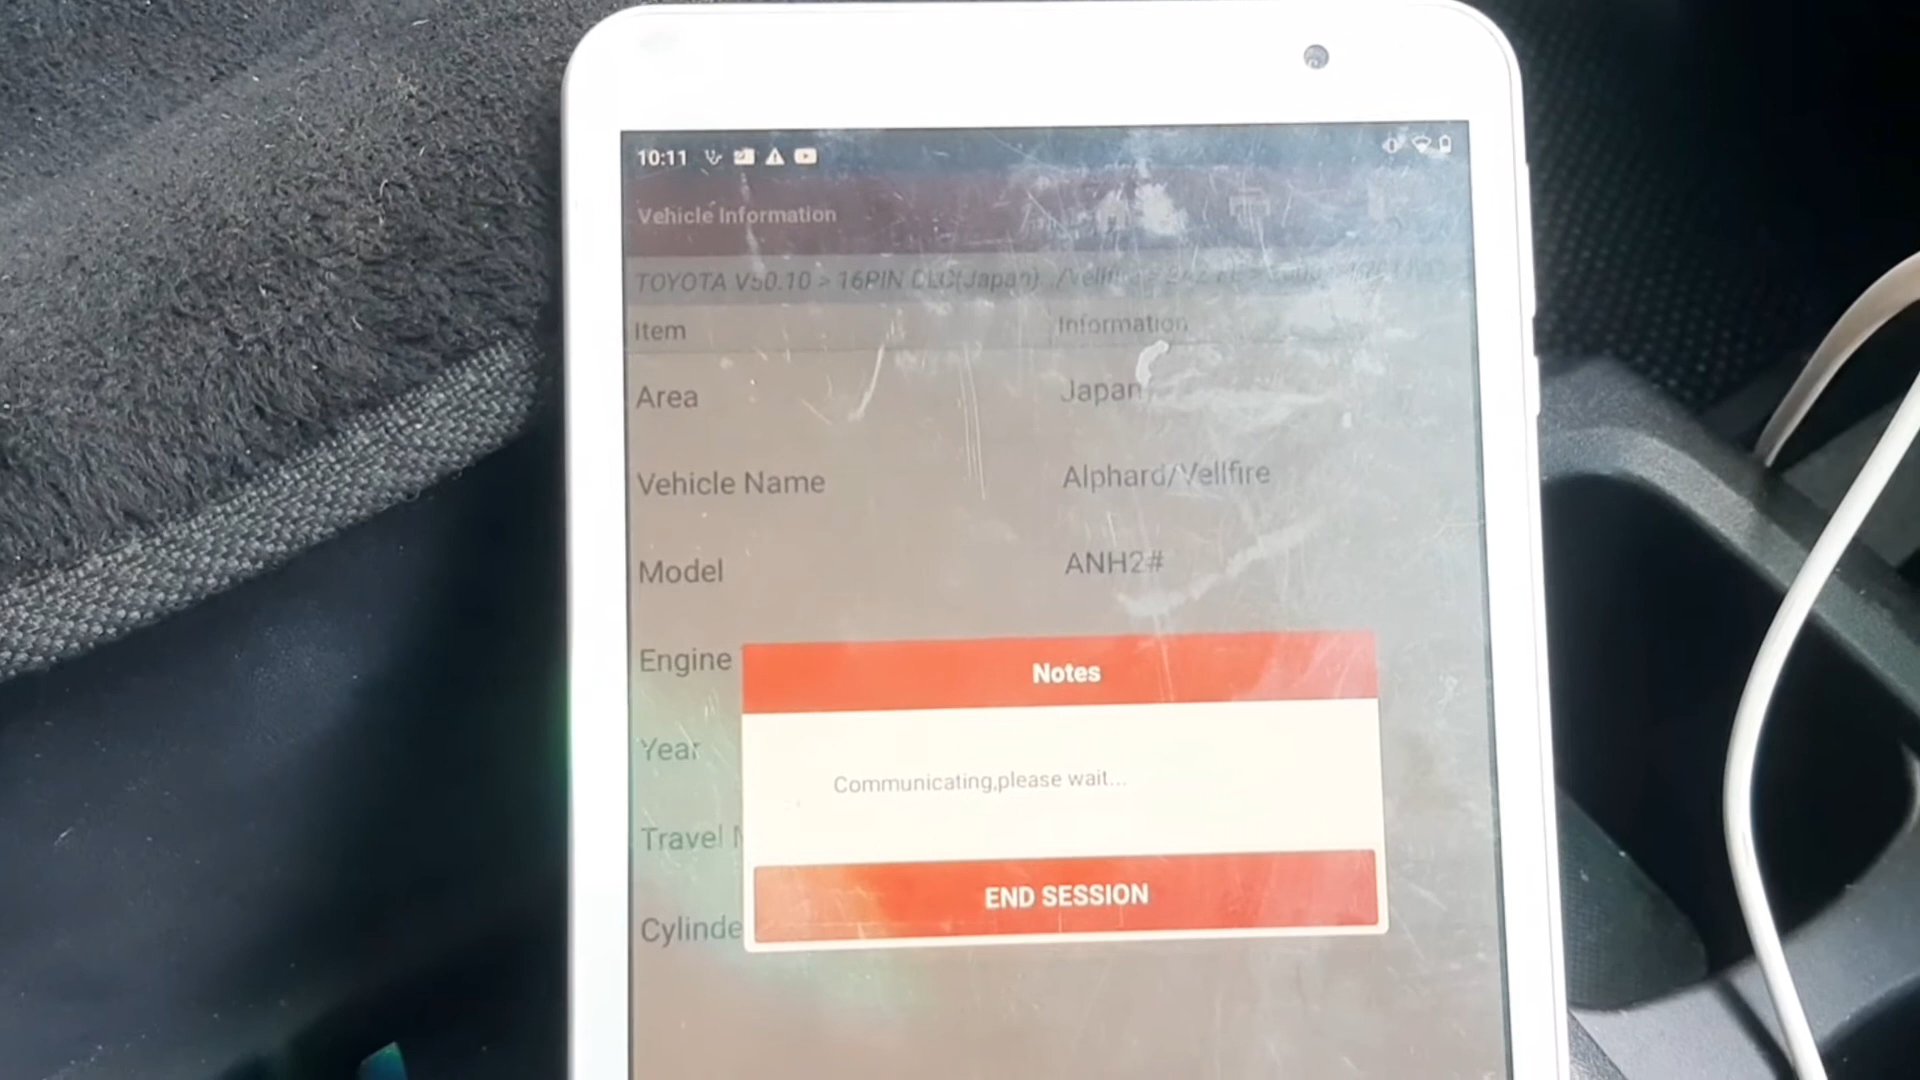 10:11
Vehicle Information
TOYOTA V50.10 > 16PIN DLC(Japan)
Item Information
Area Japan
Vehicle Name Alphard/Vellfire
Model ANH2#
Engine
Notes
Year
Communicating,please wait...
Travel
END SESSION
Cylinde